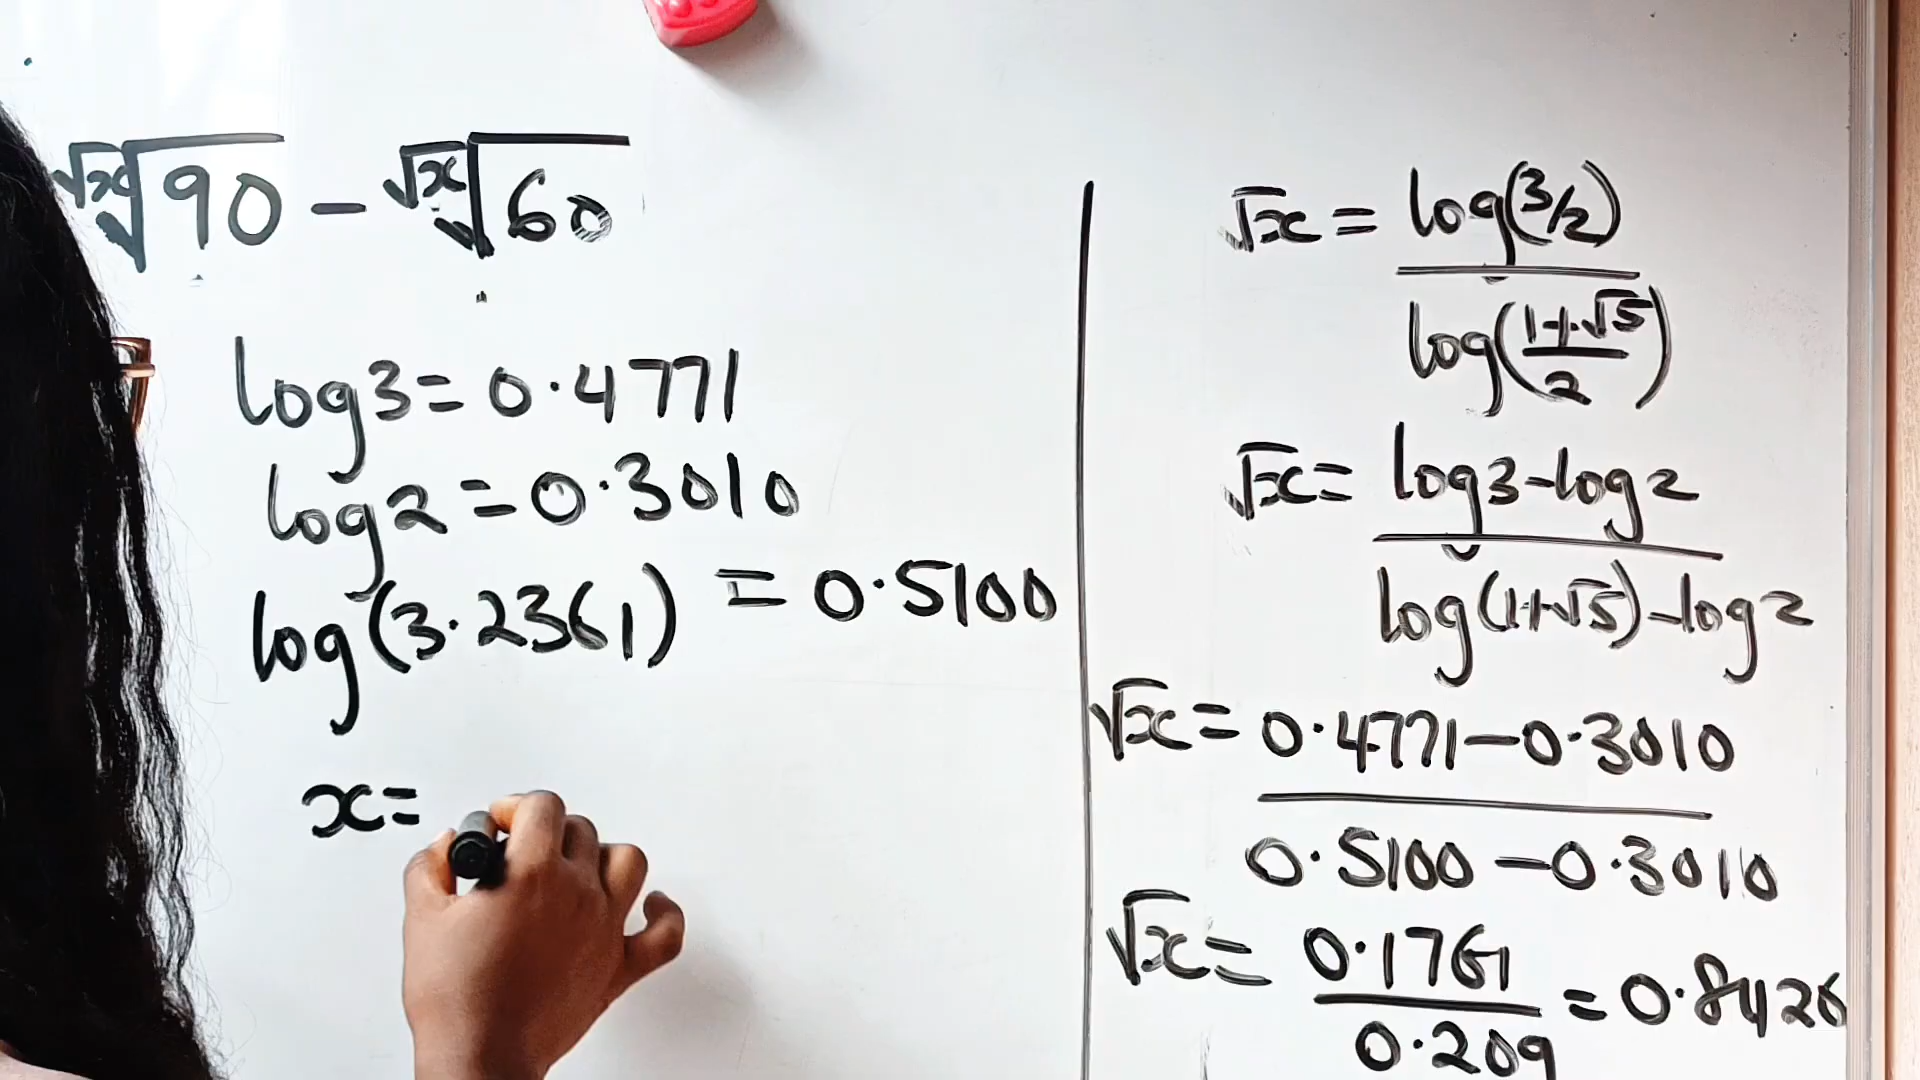 √x√90 − √x√60
log3 = 0.4771
log2 = 0.3010
log(3.2361) = 0.5100
x=
√x = log(3/2)
log(1+√5/2)
√x = log3−log2
log(1+√5)−log2
√x = 0.4771−0.3010
0.5100−0.3010
√x = 0.1761 = 0.8426
0.209